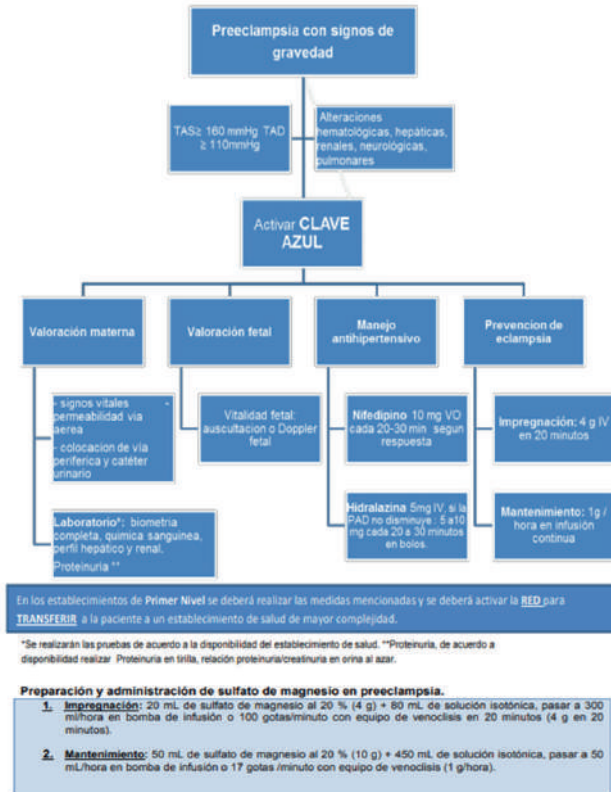 Preeclampsia con signos de
gravedad
TAS≥ 160 mmHg TAD
≥ 110mmHg
Alteraciones
hematológicas, hepáticas,
renales, neurológicas,
pulmonares
Activar CLAVE
AZUL
Valoración materna
Valoración fetal
Manejo
antihipertensivo
Prevencion de
eclampsia
- signos vitales -
permeabilidad via
aerea
- colocacion de vía
periferica y catéter
urinario
Vitalidad fetal:
auscultacion o Doppler
fetal
Nifedipino 10 mg VO
cada 20-30 min segun
respuesta
Impregnación: 4 g IV
en 20 minutos
Laboratorio*: biometria
completa, quimica sanguinea,
perfil hepático y renal.
Proteinuria **
Hidralazina 5mg IV, si la
PAD no disminuye : 5 a10
mg cada 20 a 30 minutos
en bolos.
Mantenimiento: 1g /
hora en infusión
continua
En los establecimientos de Primer Nivel se deberá realizar las medidas mencionadas y se deberá activar la RED para
TRANSFERIR a la paciente a un establecimiento de salud de mayor complejidad.
*Se realizarán las pruebas de acuerdo a la disponibilidad del establecimiento de salud. **Proteinuria, de acuerdo a
disponibilidad realizar Proteinuria en tirilla, relación proteinuria/creatinuria en orina al azar.
Preparación y administración de sulfato de magnesio en preeclampsia.
1. Impregnación: 20 mL de sulfato de magnesio al 20 % (4 g) + 80 mL de solución isotónica, pasar a 300
ml/hora en bomba de infusión o 100 gotas/minuto con equipo de venoclisis en 20 minutos (4 g en 20
minutos).
2. Mantenimiento: 50 mL de sulfato de magnesio al 20 % (10 g) + 450 mL de solución isotónica, pasar a 50
mL/hora en bomba de infusión o 17 gotas /minuto con equipo de venoclisis (1 g/hora).